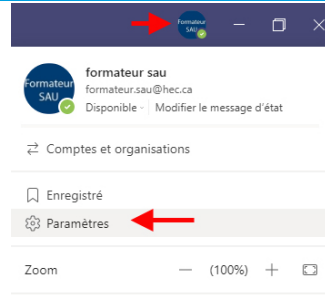 Formateur
SAU
formateur sau
Formateur
SAU
formateur.sau@hec.ca
Disponible - Modifier le message d'état
Comptes et organisations
Enregistré
Paramètres
Zoom — (100%) +